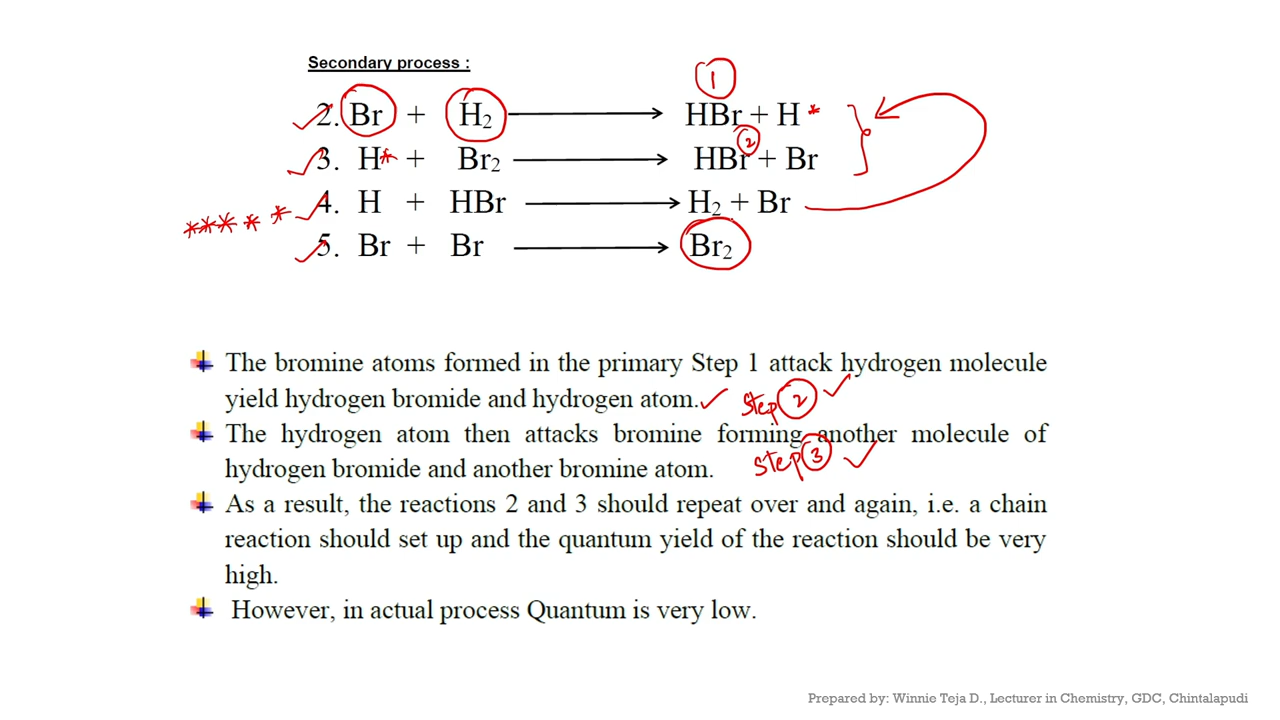 Secondary process :
1
2. Br + H₂ ⟶ HBr + H *
3. H* + Br₂ ⟶ HBr + Br
2
***** 4. H + HBr ⟶ H₂ + Br
5. Br + Br ⟶ Br₂
The bromine atoms formed in the primary Step 1 attack hydrogen molecule
yield hydrogen bromide and hydrogen atom. Step 2
The hydrogen atom then attacks bromine forming another molecule of
hydrogen bromide and another bromine atom. Step 3
As a result, the reactions 2 and 3 should repeat over and again, i.e. a chain
reaction should set up and the quantum yield of the reaction should be very
high.
However, in actual process Quantum is very low.
Prepared by: Winnie Teja D., Lecturer in Chemistry, GDC, Chintalapudi